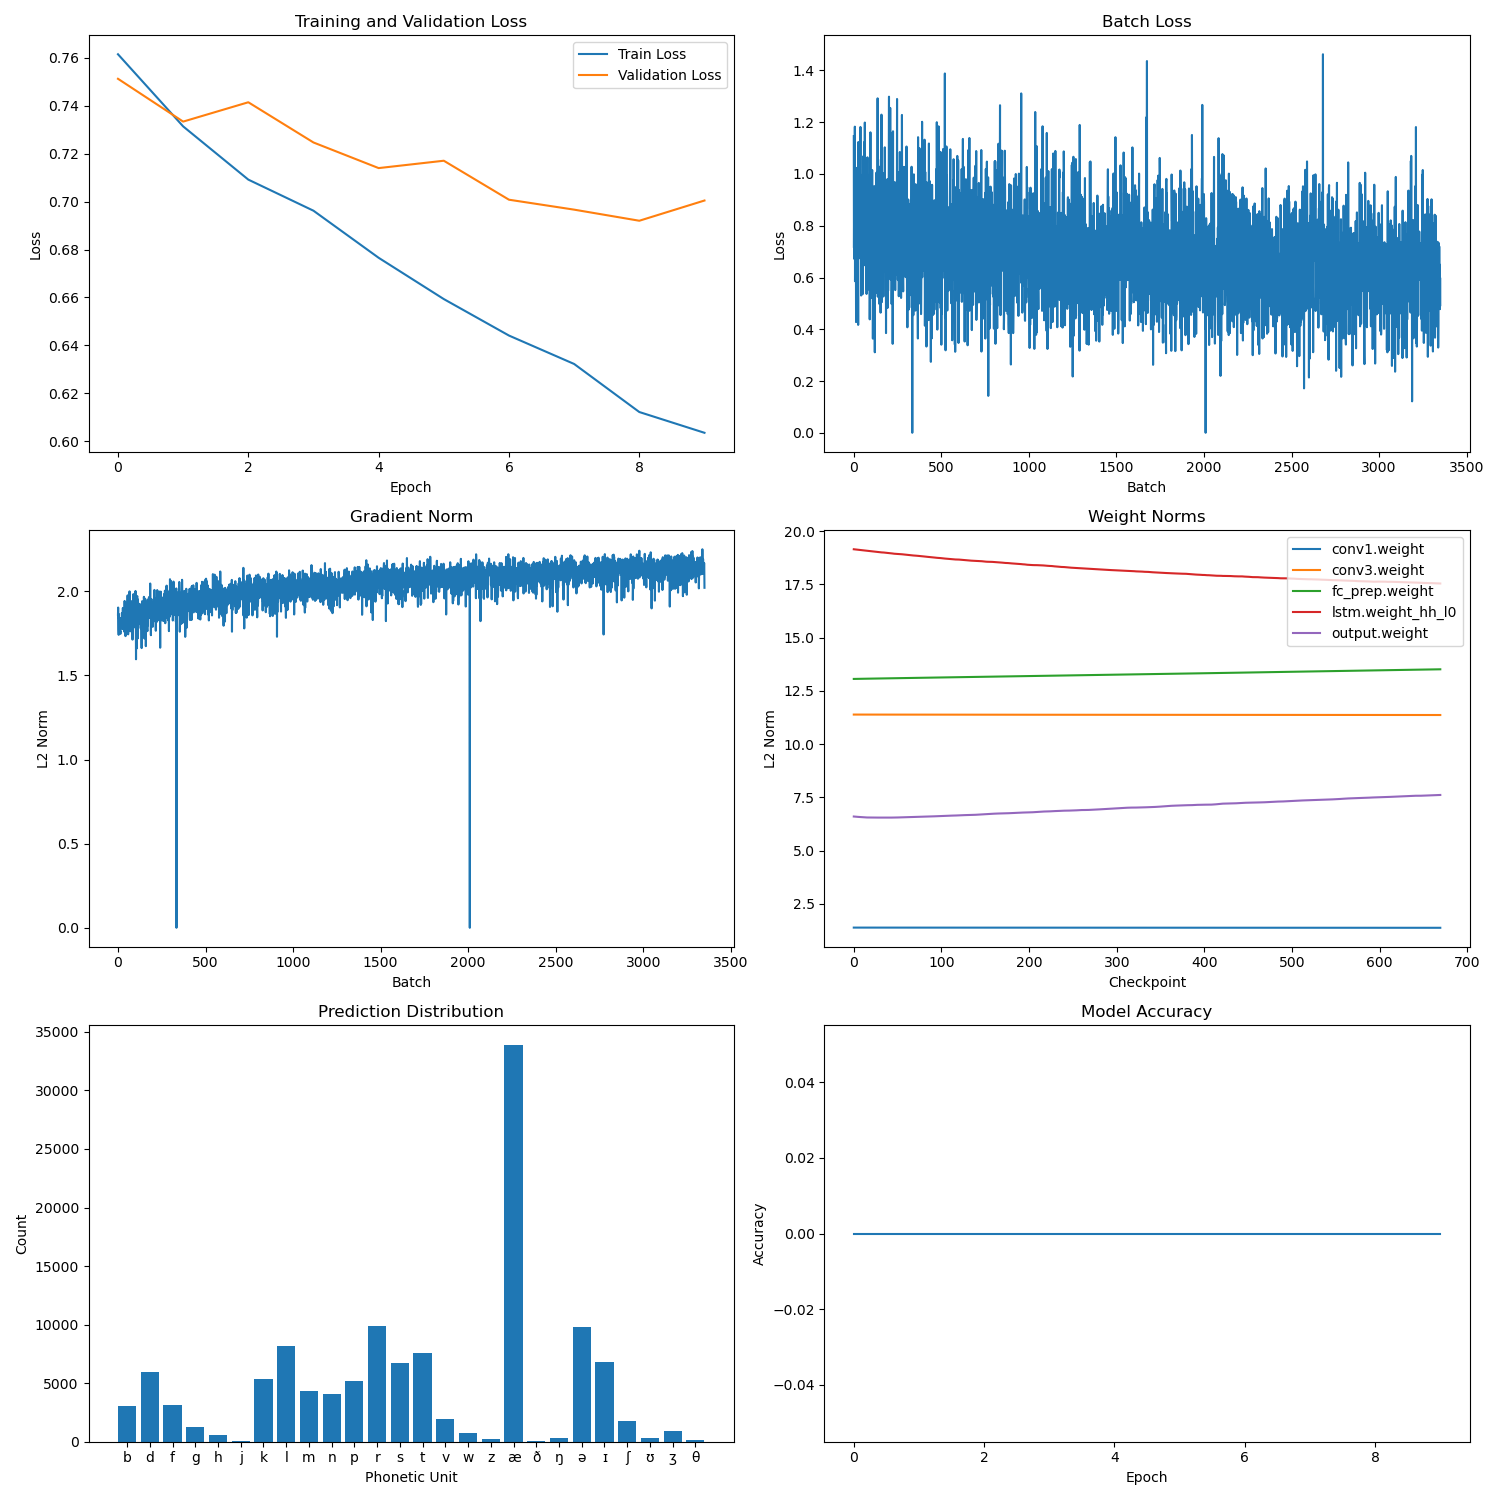 Training and Validation Loss
Loss
0.76
0.74
0.72
0.70
0.68
0.66
0.64
0.62
0.60
Train Loss
Validation Loss
0 2 4 6 8
Epoch
Batch Loss
Loss
1.4
1.2
1.0
0.8
0.6
0.4
0.2
0.0
0 500 1000 1500 2000 2500 3000 3500
Batch
Gradient Norm
L2 Norm
2.0
1.5
1.0
0.5
0.0
0 500 1000 1500 2000 2500 3000 3500
Batch
Weight Norms
L2 Norm
20.0
17.5
15.0
12.5
10.0
7.5
5.0
2.5
conv1.weight
conv3.weight
fc_prep.weight
lstm.weight_hh_l0
output.weight
0 100 200 300 400 500 600 700
Checkpoint
Prediction Distribution
Count
35000
30000
25000
20000
15000
10000
5000
0
b d f g h j k l m n p r s t v w z æ ð ŋ ə ɪ ʃ ʊ ʒ θ
Phonetic Unit
Model Accuracy
Accuracy
0.04
0.02
0.00
−0.02
−0.04
0 2 4 6 8
Epoch